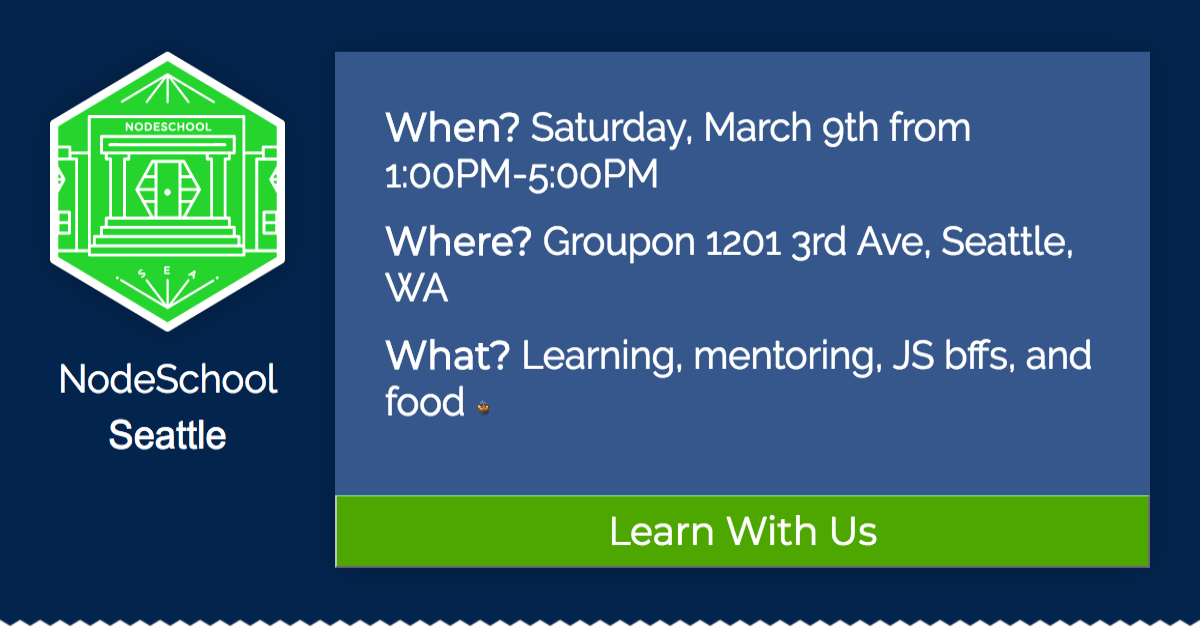 NODESCHOOL
SEA
NodeSchool
Seattle
When? Saturday, March 9th from
1:00PM-5:00PM
Where? Groupon 1201 3rd Ave, Seattle,
WA
What? Learning, mentoring, JS bffs, and
food
Learn With Us